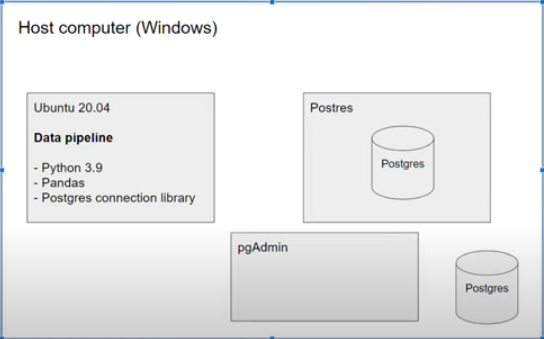 Host computer (Windows)
Ubuntu 20.04
Data pipeline
- Python 3.9
- Pandas
- Postgres connection library
Postres
Postgres
pgAdmin
Postgres